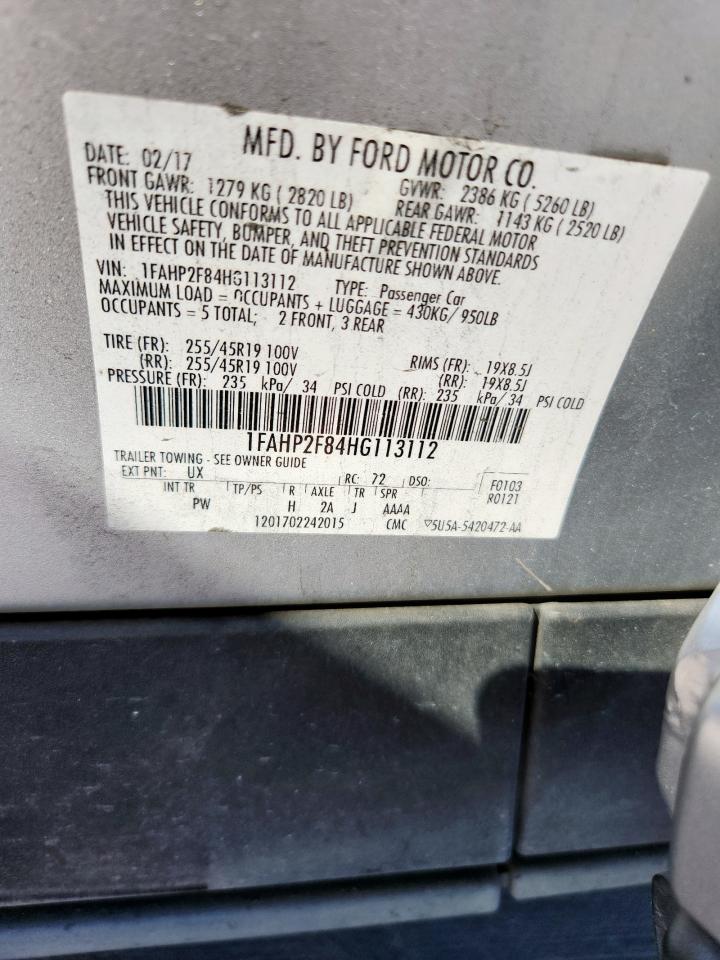 MFD. BY FORD MOTOR CO.
DATE: 02/17 GVWR: 2386 KG ( 5260 LB)
FRONT GAWR: 1279 KG ( 2820 LB) REAR GAWR: 1143 KG ( 2520 LB)
THIS VEHICLE CONFORMS TO ALL APPLICABLE FEDERAL MOTOR
VEHICLE SAFETY, BUMPER, AND THEFT PREVENTION STANDARDS
IN EFFECT ON THE DATE OF MANUFACTURE SHOWN ABOVE.
VIN: 1FAHP2F84HG113112 TYPE: Passenger Car
MAXIMUM LOAD = OCCUPANTS + LUGGAGE = 430KG/ 950LB
OCCUPANTS = 5 TOTAL; 2 FRONT, 3 REAR
TIRE (FR): 255/45R19 100V RIMS (FR): 19X8.5J
(RR): 255/45R19 100V (RR): 19X8.5J
PRESSURE (FR): 235 kPa/ 34 PSI COLD (RR): 235 kPa/ 34 PSI COLD
1FAHP2F84HG113112
TRAILER TOWING - SEE OWNER GUIDE
EXT PNT: UX RC: 72 DSO: F0103
INT TR TP/PS R AXLE TR SPR R0121
PW H 2A J AAAA
1201702242015 CMC ▽5U5A-5420472-AA